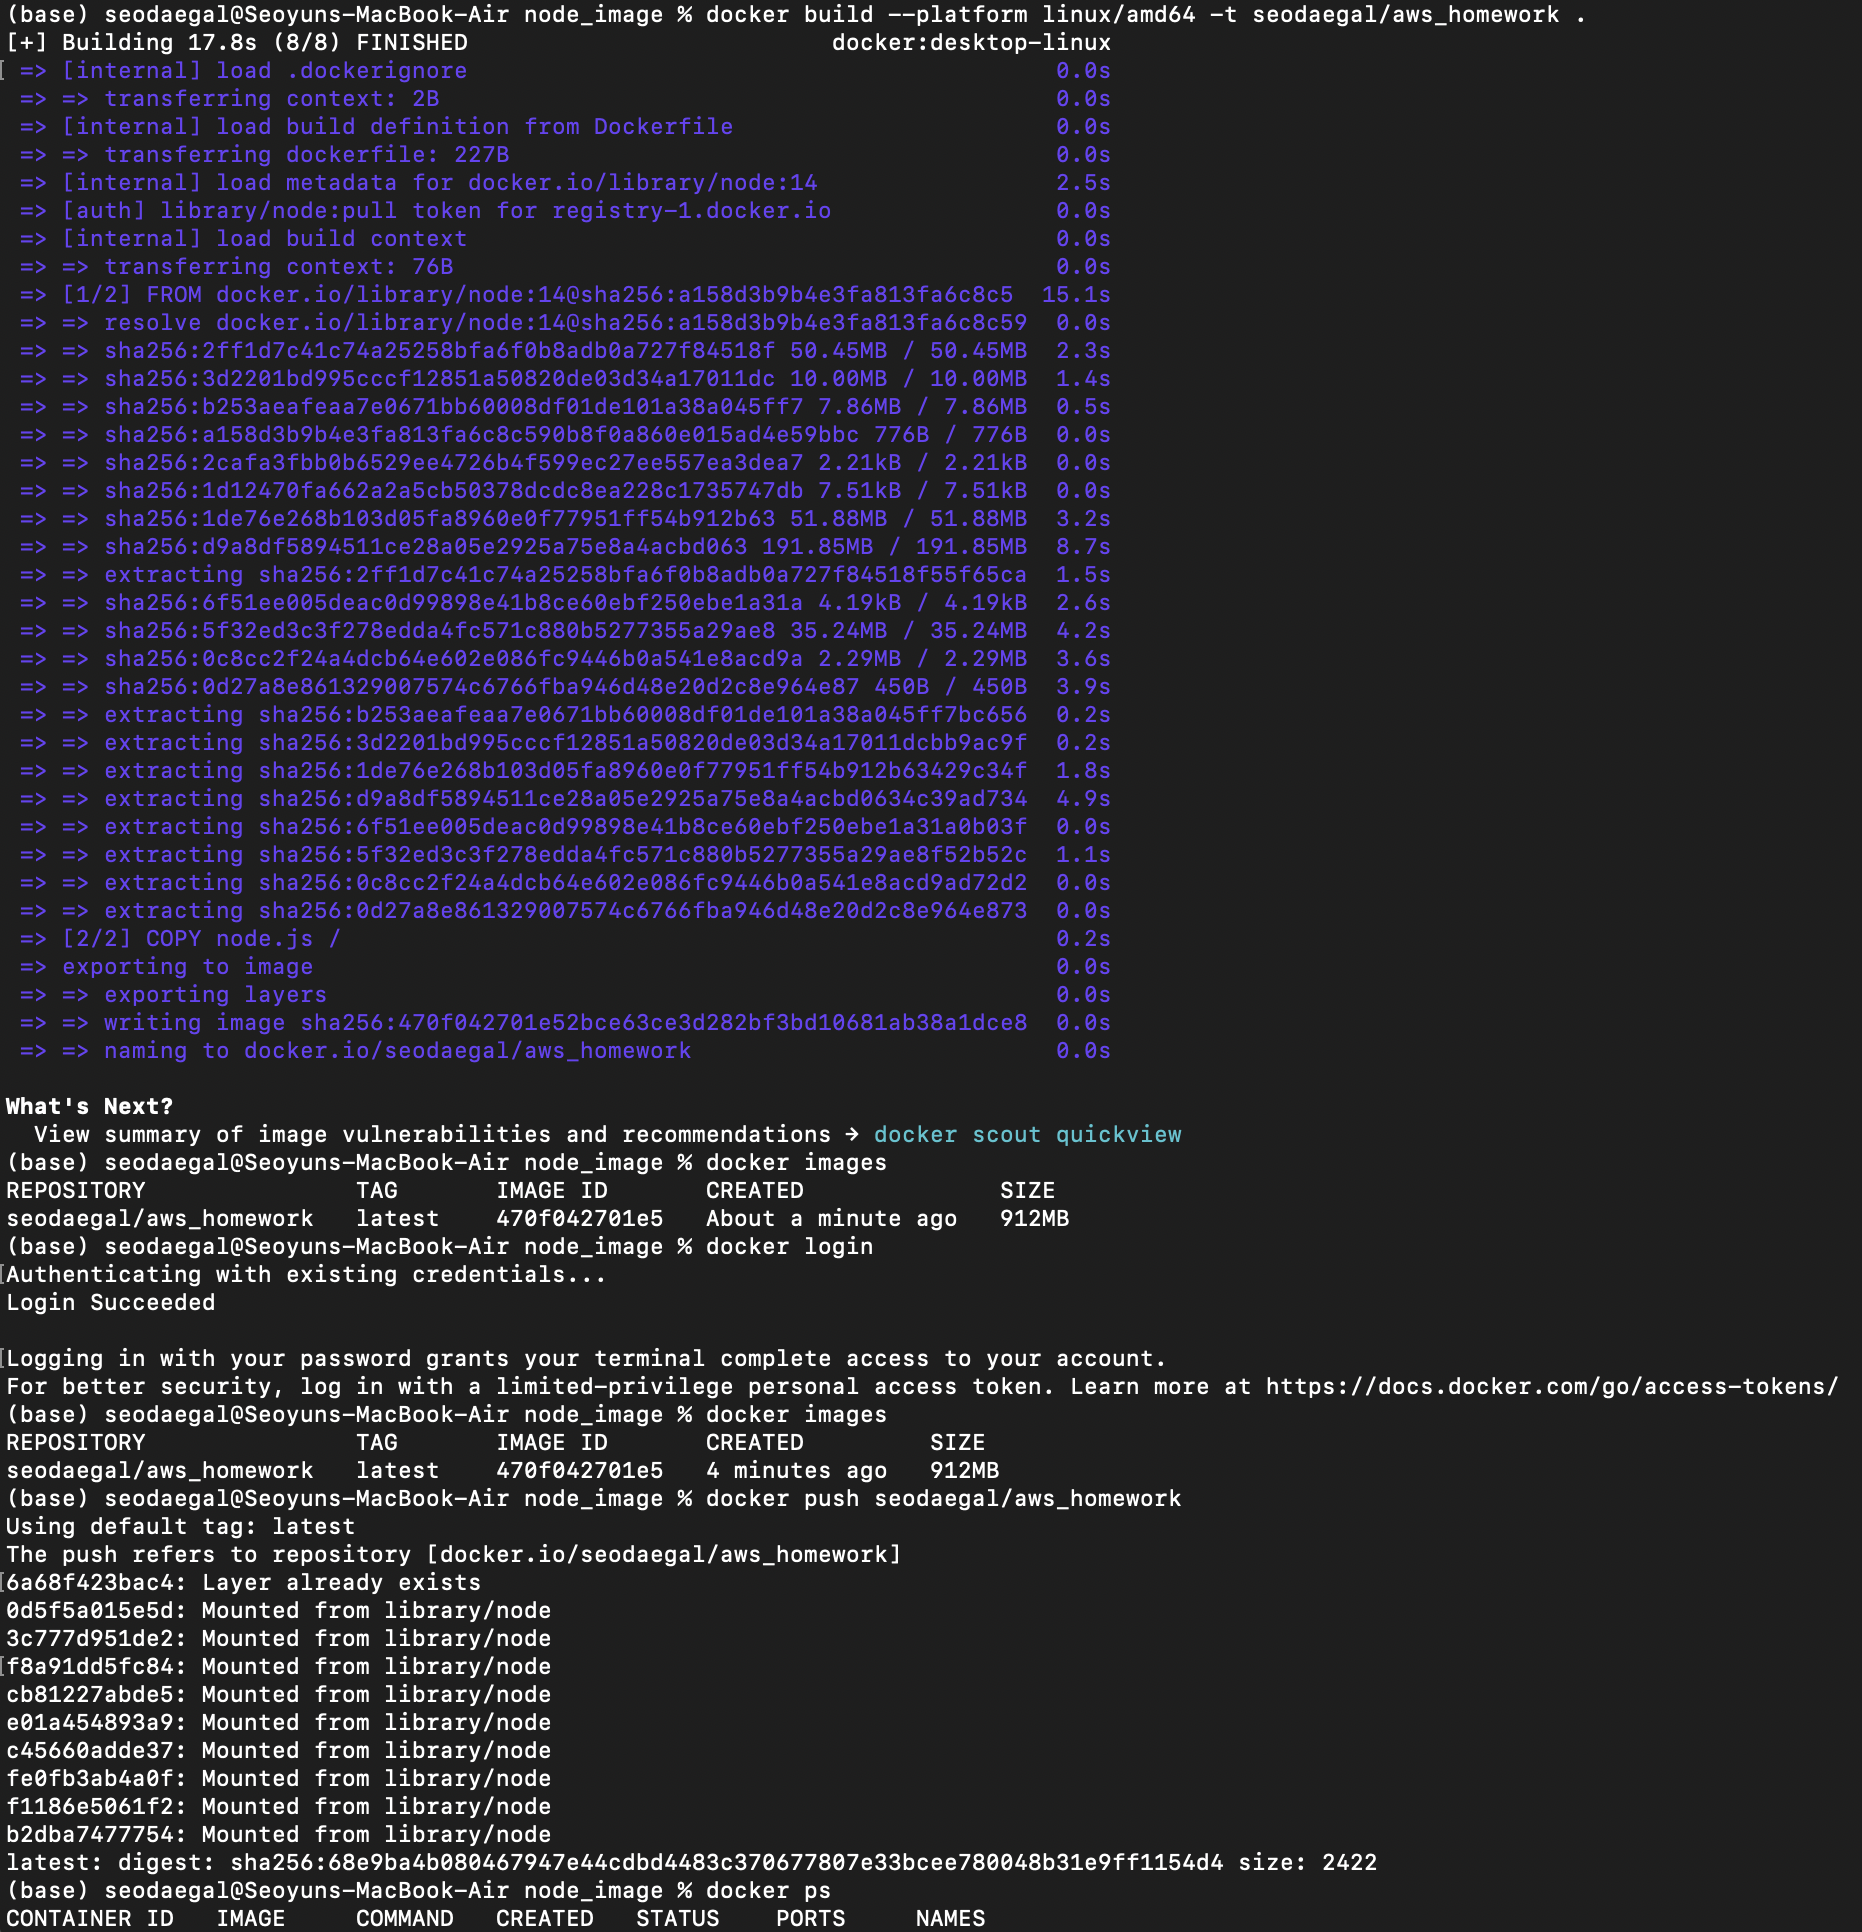 (base) seodaegal@Seoyuns-MacBook-Air node_image % docker build --platform linux/amd64 -t seodaegal/aws_homework .
[+] Building 17.8s (8/8) FINISHED docker:desktop-linux
[ => [internal] load .dockerignore 0.0s
=> => transferring context: 2B 0.0s
=> [internal] load build definition from Dockerfile 0.0s
=> => transferring dockerfile: 227B 0.0s
=> [internal] load metadata for docker.io/library/node:14 2.5s
=> [auth] library/node:pull token for registry-1.docker.io 0.0s
=> [internal] load build context 0.0s
=> => transferring context: 76B 0.0s
=> [1/2] FROM docker.io/library/node:14@sha256:a158d3b9b4e3fa813fa6c8c5 15.1s
=> => resolve docker.io/library/node:14@sha256:a158d3b9b4e3fa813fa6c8c59 0.0s
=> => sha256:2ff1d7c41c74a25258bfa6f0b8adb0a727f84518f 50.45MB / 50.45MB 2.3s
=> => sha256:3d2201bd995cccf12851a50820de03d34a17011dc 10.00MB / 10.00MB 1.4s
=> => sha256:b253aeafeaa7e0671bb60008df01de101a38a045ff7 7.86MB / 7.86MB 0.5s
=> => sha256:a158d3b9b4e3fa813fa6c8c590b8f0a860e015ad4e59bbc 776B / 776B 0.0s
=> => sha256:2cafa3fbb0b6529ee4726b4f599ec27ee557ea3dea7 2.21kB / 2.21kB 0.0s
=> => sha256:1d12470fa662a2a5cb50378dcdc8ea228c1735747db 7.51kB / 7.51kB 0.0s
=> => sha256:1de76e268b103d05fa8960e0f77951ff54b912b63 51.88MB / 51.88MB 3.2s
=> => sha256:d9a8df5894511ce28a05e2925a75e8a4acbd063 191.85MB / 191.85MB 8.7s
=> => extracting sha256:2ff1d7c41c74a25258bfa6f0b8adb0a727f84518f55f65ca 1.5s
=> => sha256:6f51ee005deac0d99898e41b8ce60ebf250ebe1a31a 4.19kB / 4.19kB 2.6s
=> => sha256:5f32ed3c3f278edda4fc571c880b5277355a29ae8 35.24MB / 35.24MB 4.2s
=> => sha256:0c8cc2f24a4dcb64e602e086fc9446b0a541e8acd9a 2.29MB / 2.29MB 3.6s
=> => sha256:0d27a8e861329007574c6766fba946d48e20d2c8e964e87 450B / 450B 3.9s
=> => extracting sha256:b253aeafeaa7e0671bb60008df01de101a38a045ff7bc656 0.2s
=> => extracting sha256:3d2201bd995cccf12851a50820de03d34a17011dcbb9ac9f 0.2s
=> => extracting sha256:1de76e268b103d05fa8960e0f77951ff54b912b63429c34f 1.8s
=> => extracting sha256:d9a8df5894511ce28a05e2925a75e8a4acbd0634c39ad734 4.9s
=> => extracting sha256:6f51ee005deac0d99898e41b8ce60ebf250ebe1a31a0b03f 0.0s
=> => extracting sha256:5f32ed3c3f278edda4fc571c880b5277355a29ae8f52b52c 1.1s
=> => extracting sha256:0c8cc2f24a4dcb64e602e086fc9446b0a541e8acd9ad72d2 0.0s
=> => extracting sha256:0d27a8e861329007574c6766fba946d48e20d2c8e964e873 0.0s
=> [2/2] COPY node.js / 0.2s
=> exporting to image 0.0s
=> => exporting layers 0.0s
=> => writing image sha256:470f042701e52bce63ce3d282bf3bd10681ab38a1dce8 0.0s
=> => naming to docker.io/seodaegal/aws_homework 0.0s
What's Next?
View summary of image vulnerabilities and recommendations → docker scout quickview
(base) seodaegal@Seoyuns-MacBook-Air node_image % docker images
REPOSITORY TAG IMAGE ID CREATED SIZE
seodaegal/aws_homework latest 470f042701e5 About a minute ago 912MB
(base) seodaegal@Seoyuns-MacBook-Air node_image % docker login
[Authenticating with existing credentials...
Login Succeeded
[Logging in with your password grants your terminal complete access to your account.
For better security, log in with a limited-privilege personal access token. Learn more at https://docs.docker.com/go/access-tokens/
(base) seodaegal@Seoyuns-MacBook-Air node_image % docker images
REPOSITORY TAG IMAGE ID CREATED SIZE
seodaegal/aws_homework latest 470f042701e5 4 minutes ago 912MB
(base) seodaegal@Seoyuns-MacBook-Air node_image % docker push seodaegal/aws_homework
Using default tag: latest
The push refers to repository [docker.io/seodaegal/aws_homework]
[6a68f423bac4: Layer already exists
0d5f5a015e5d: Mounted from library/node
3c777d951de2: Mounted from library/node
[f8a91dd5fc84: Mounted from library/node
cb81227abde5: Mounted from library/node
e01a454893a9: Mounted from library/node
c45660adde37: Mounted from library/node
fe0fb3ab4a0f: Mounted from library/node
f1186e5061f2: Mounted from library/node
b2dba7477754: Mounted from library/node
latest: digest: sha256:68e9ba4b080467947e44cdbd4483c370677807e33bcee780048b31e9ff1154d4 size: 2422
(base) seodaegal@Seoyuns-MacBook-Air node_image % docker ps
CONTAINER ID IMAGE COMMAND CREATED STATUS PORTS NAMES